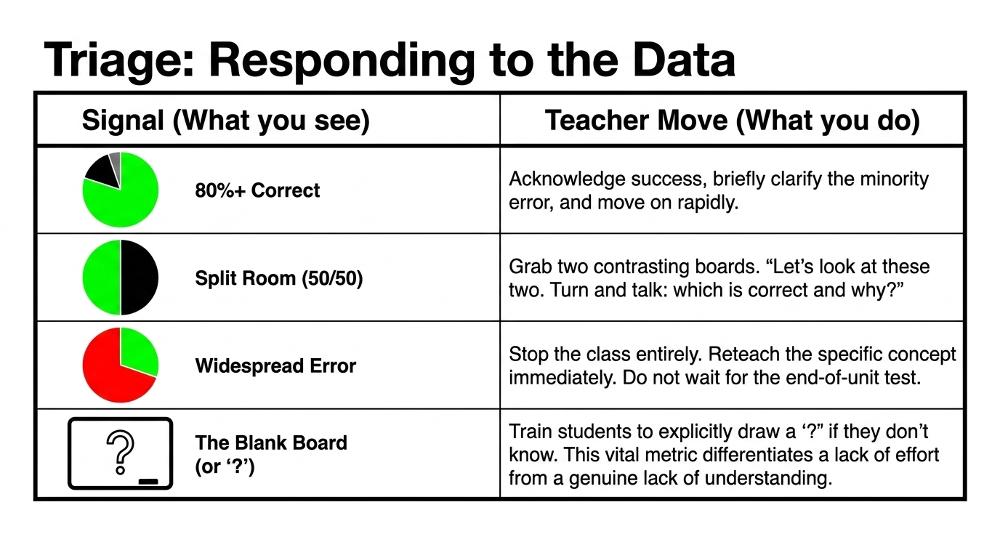 Triage: Responding to the Data
Signal (What you see)
Teacher Move (What you do)
80%+ Correct
Acknowledge success, briefly clarify the minority
error, and move on rapidly.
Split Room (50/50)
Grab two contrasting boards. “Let’s look at these
two. Turn and talk: which is correct and why?”
Widespread Error
Stop the class entirely. Reteach the specific concept
immediately. Do not wait for the end-of-unit test.
?
The Blank Board
(or ‘?’)
Train students to explicitly draw a ‘?” if they don’t
know. This vital metric differentiates a lack of effort
from a genuine lack of understanding.